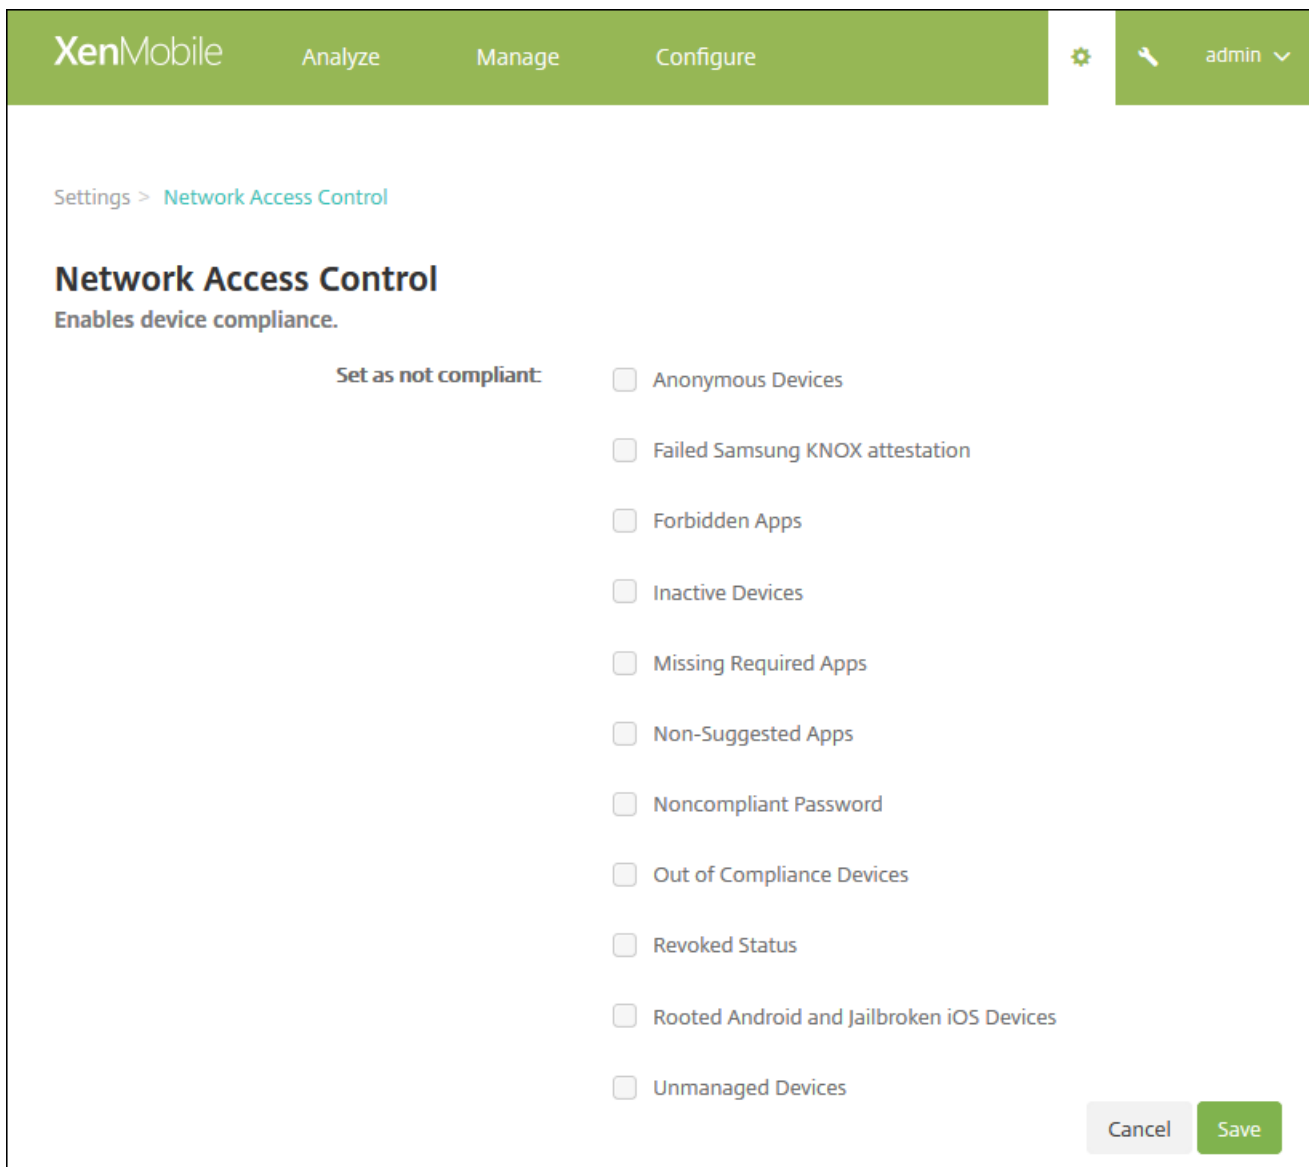 XenMobile Analyze Manage Configure admin
Settings > Network Access Control
Network Access Control
Enables device compliance.
Set as not compliant: Anonymous Devices
Failed Samsung KNOX attestation
Forbidden Apps
Inactive Devices
Missing Required Apps
Non-Suggested Apps
Noncompliant Password
Out of Compliance Devices
Revoked Status
Rooted Android and Jailbroken iOS Devices
Unmanaged Devices
Cancel Save